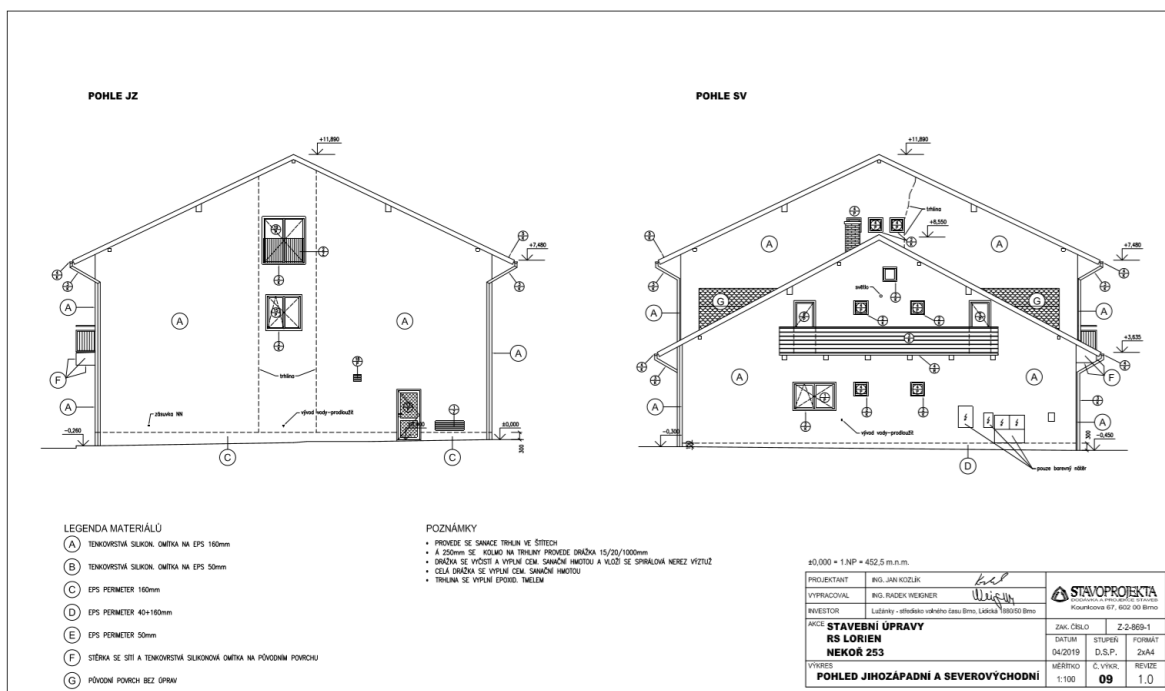 POHLE JZ
POHLE SV
+11,890
+11,890
trhlina
+8,550
+7,480
+7,480
A
A
A
A
A
A
G
G
světlo
A
A
+3,635
F
A
A
A
F
trhlina
A
zásuvka NN
vývod vody-prodloužit
vývod vody-prodloužit
A
-0,260
±0,000
-0,300
-0,450
300
300
C
C
D
pouze barevný nátěr
LEGENDA MATERIÁLŮ
A TENKOVRSTVÁ SILIKON. OMÍTKA NA EPS 160mm
B TENKOVRSTVÁ SILIKON. OMÍTKA NA EPS 50mm
C EPS PERIMETER 160mm
D EPS PERIMETER 40+160mm
E EPS PERIMETER 50mm
F STĚRKA SE SÍTÍ A TENKOVRSTVÁ SILIKONOVÁ OMÍTKA NA PŮVODNÍM POVRCHU
G PŮVODNÍ POVRCH BEZ ÚPRAV
POZNÁMKY
• PROVEDE SE SANACE TRHLIN VE ŠTÍTECH
• Á 250mm SE KOLMO NA TRHLINY PROVEDE DRÁŽKA 15/20/1000mm
• DRÁŽKA SE VYČISTÍ A VYPLNÍ CEM. SANAČNÍ HMOTOU A VLOŽÍ SE SPIRÁLOVÁ NEREZ VÝZTUŽ
• CELÁ DRÁŽKA SE VYPLNÍ CEM. SANAČNÍ HMOTOU
• TRHLINA SE VYPLNÍ EPOXID. TMELEM
±0,000 = 1.NP = 452,5 m.n.m.
PROJEKTANT ING. JAN KOZLÍK
VYPRACOVAL ING. RADEK WEIGNER
INVESTOR Lužánky - středisko volného času Brno, Lidická 1880/50 Brno
STAVOPROJEKTA
DODÁVKA A PROJEKCE STAVEB
Kounicova 67, 602 00 Brno
AKCE STAVEBNÍ ÚPRAVY
RS LORIEN
NEKOŘ 253
ZAK. ČÍSLO Z-2-869-1
DATUM STUPEŇ FORMÁT
04/2019 D.S.P. 2xA4
VÝKRES
POHLED JIHOZÁPADNÍ A SEVEROVÝCHODNÍ
MĚŘÍTKO Č. VÝKR. REVIZE
1:100 09 1.0